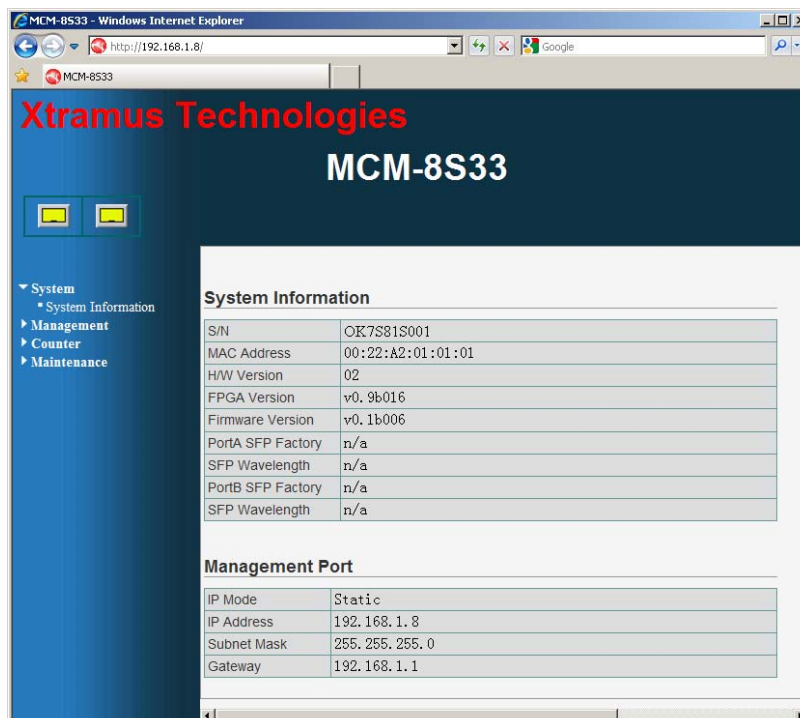 MCM-8S33 - Windows Internet Explorer
http://192.168.1.8/
Google
MCM-8S33
Xtramus Technologies
MCM-8S33
System
System Information
Management
Counter
Maintenance
System Information
S/N OK7S81S001
MAC Address 00:22:A2:01:01:01
H/W Version 02
FPGA Version v0.9b016
Firmware Version v0.1b006
PortA SFP Factory n/a
SFP Wavelength n/a
PortB SFP Factory n/a
SFP Wavelength n/a
Management Port
IP Mode Static
IP Address 192.168.1.8
Subnet Mask 255.255.255.0
Gateway 192.168.1.1